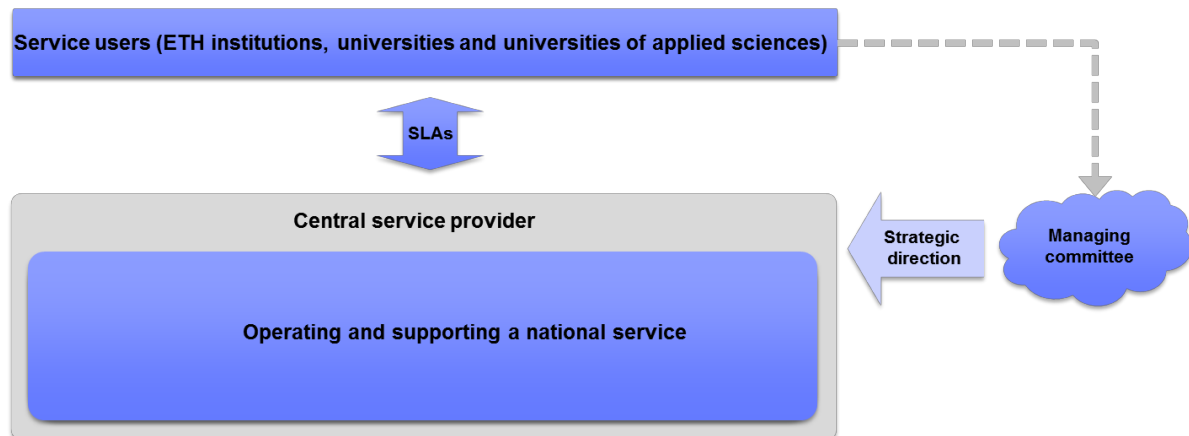 Service users (ETH institutions, universities and universities of applied sciences)
SLAs
Central service provider
Strategic
direction
Managing
committee
Operating and supporting a national service